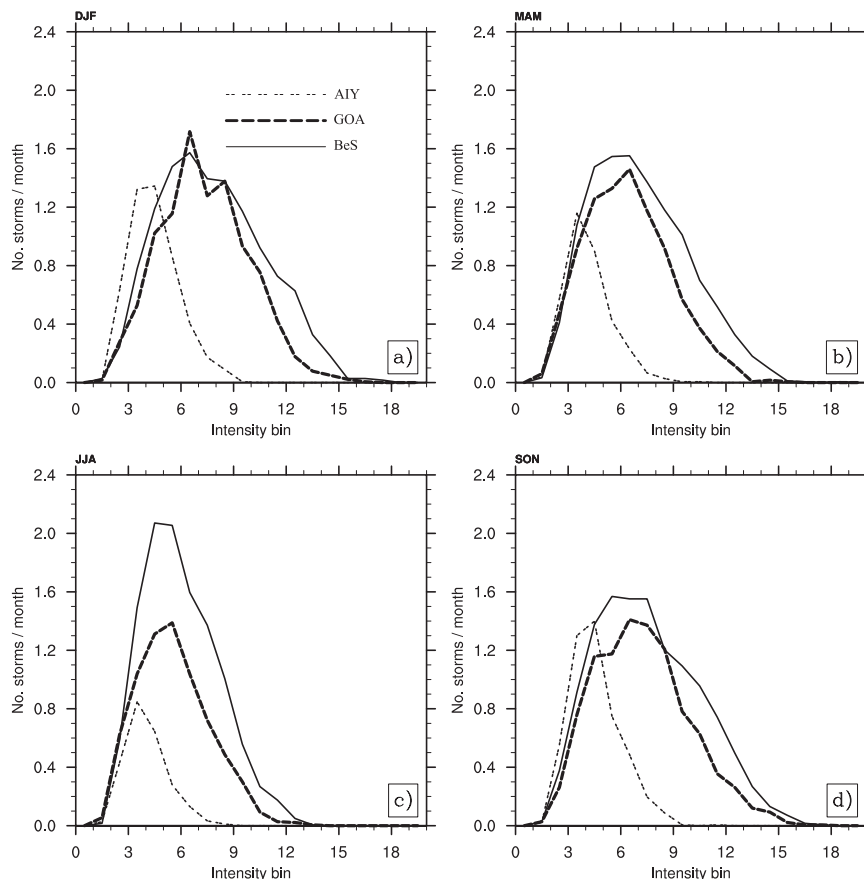 DJF
2.4
2.0
1.6
1.2
0.8
0.4
0.0
No. storms / month
AIY
GOA
BeS
a)
0 3 6 9 12 15 18
Intensity bin
MAM
2.4
2.0
1.6
1.2
0.8
0.4
0.0
No. storms / month
b)
0 3 6 9 12 15 18
Intensity bin
JJA
2.4
2.0
1.6
1.2
0.8
0.4
0.0
No. storms / month
c)
0 3 6 9 12 15 18
Intensity bin
SON
2.4
2.0
1.6
1.2
0.8
0.4
0.0
No. storms / month
d)
0 3 6 9 12 15 18
Intensity bin